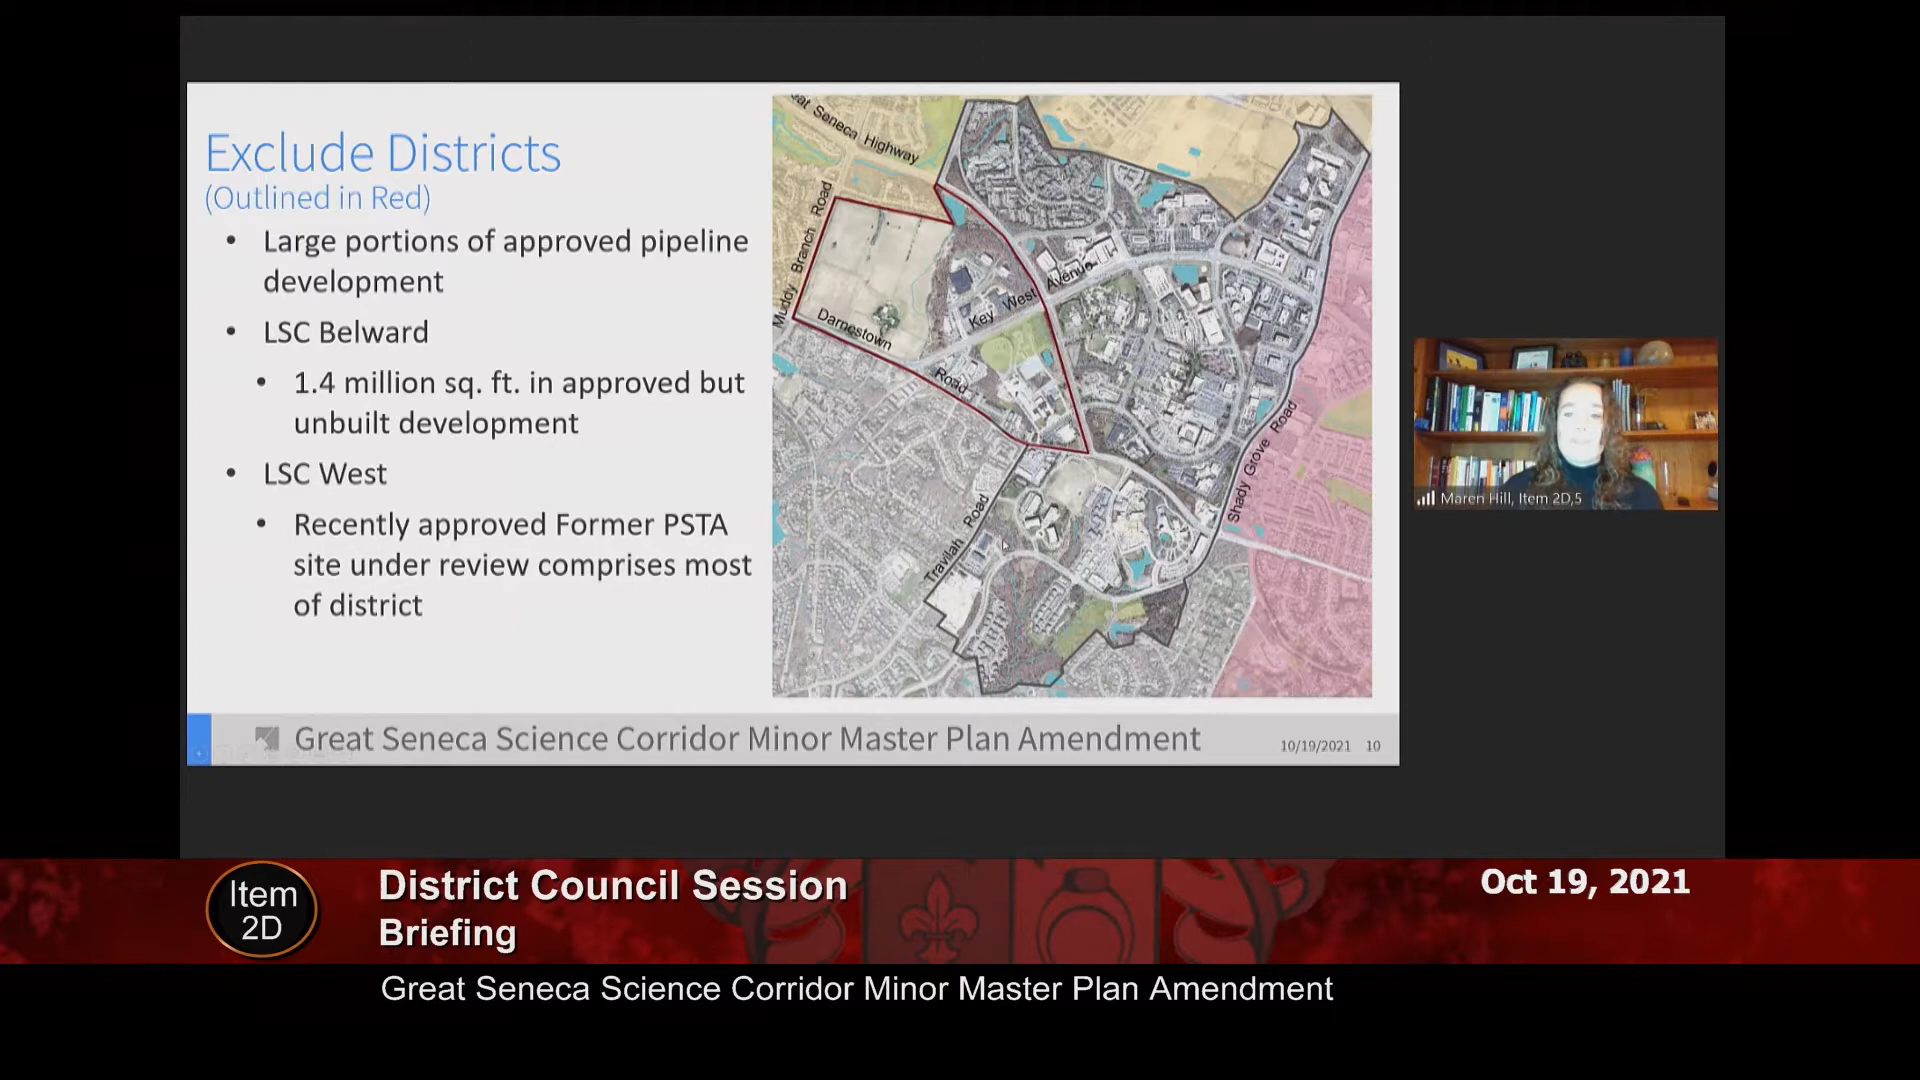 Exclude Districts
(Outlined in Red)
• Large portions of approved pipeline
development
• LSC Belward
• 1.4 million sq. ft. in approved but
unbuilt development
• LSC West
• Recently approved Former PSTA
site under review comprises most
of district
Seneca Highway
Muddy Branch Road
Key West Avenue
Darnestown
Road
Travilah Road
Shady Grove Road
Great Seneca Science Corridor Minor Master Plan Amendment
10/19/2021 10
Maren Hill, Item 2D,5
Item
2D
District Council Session
Briefing
Oct 19, 2021
Great Seneca Science Corridor Minor Master Plan Amendment